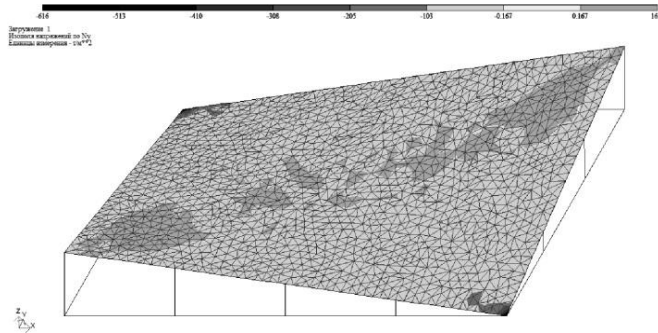 -616 -513 -410 -308 -205 -103 -0.167 0.167 16
Загружение 1
Изополя напряжений по Ny
Единицы измерения - т/м**2
Z Y X